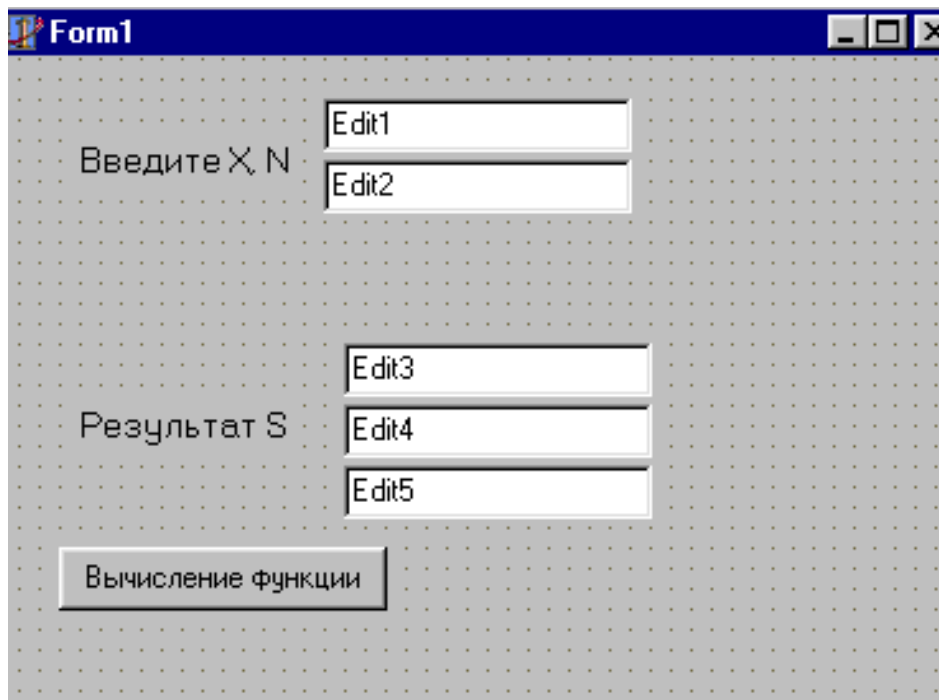 Form1
Edit1
Введите X, N
Edit2
Edit3
Результат S
Edit4
Edit5
Вычисление функции